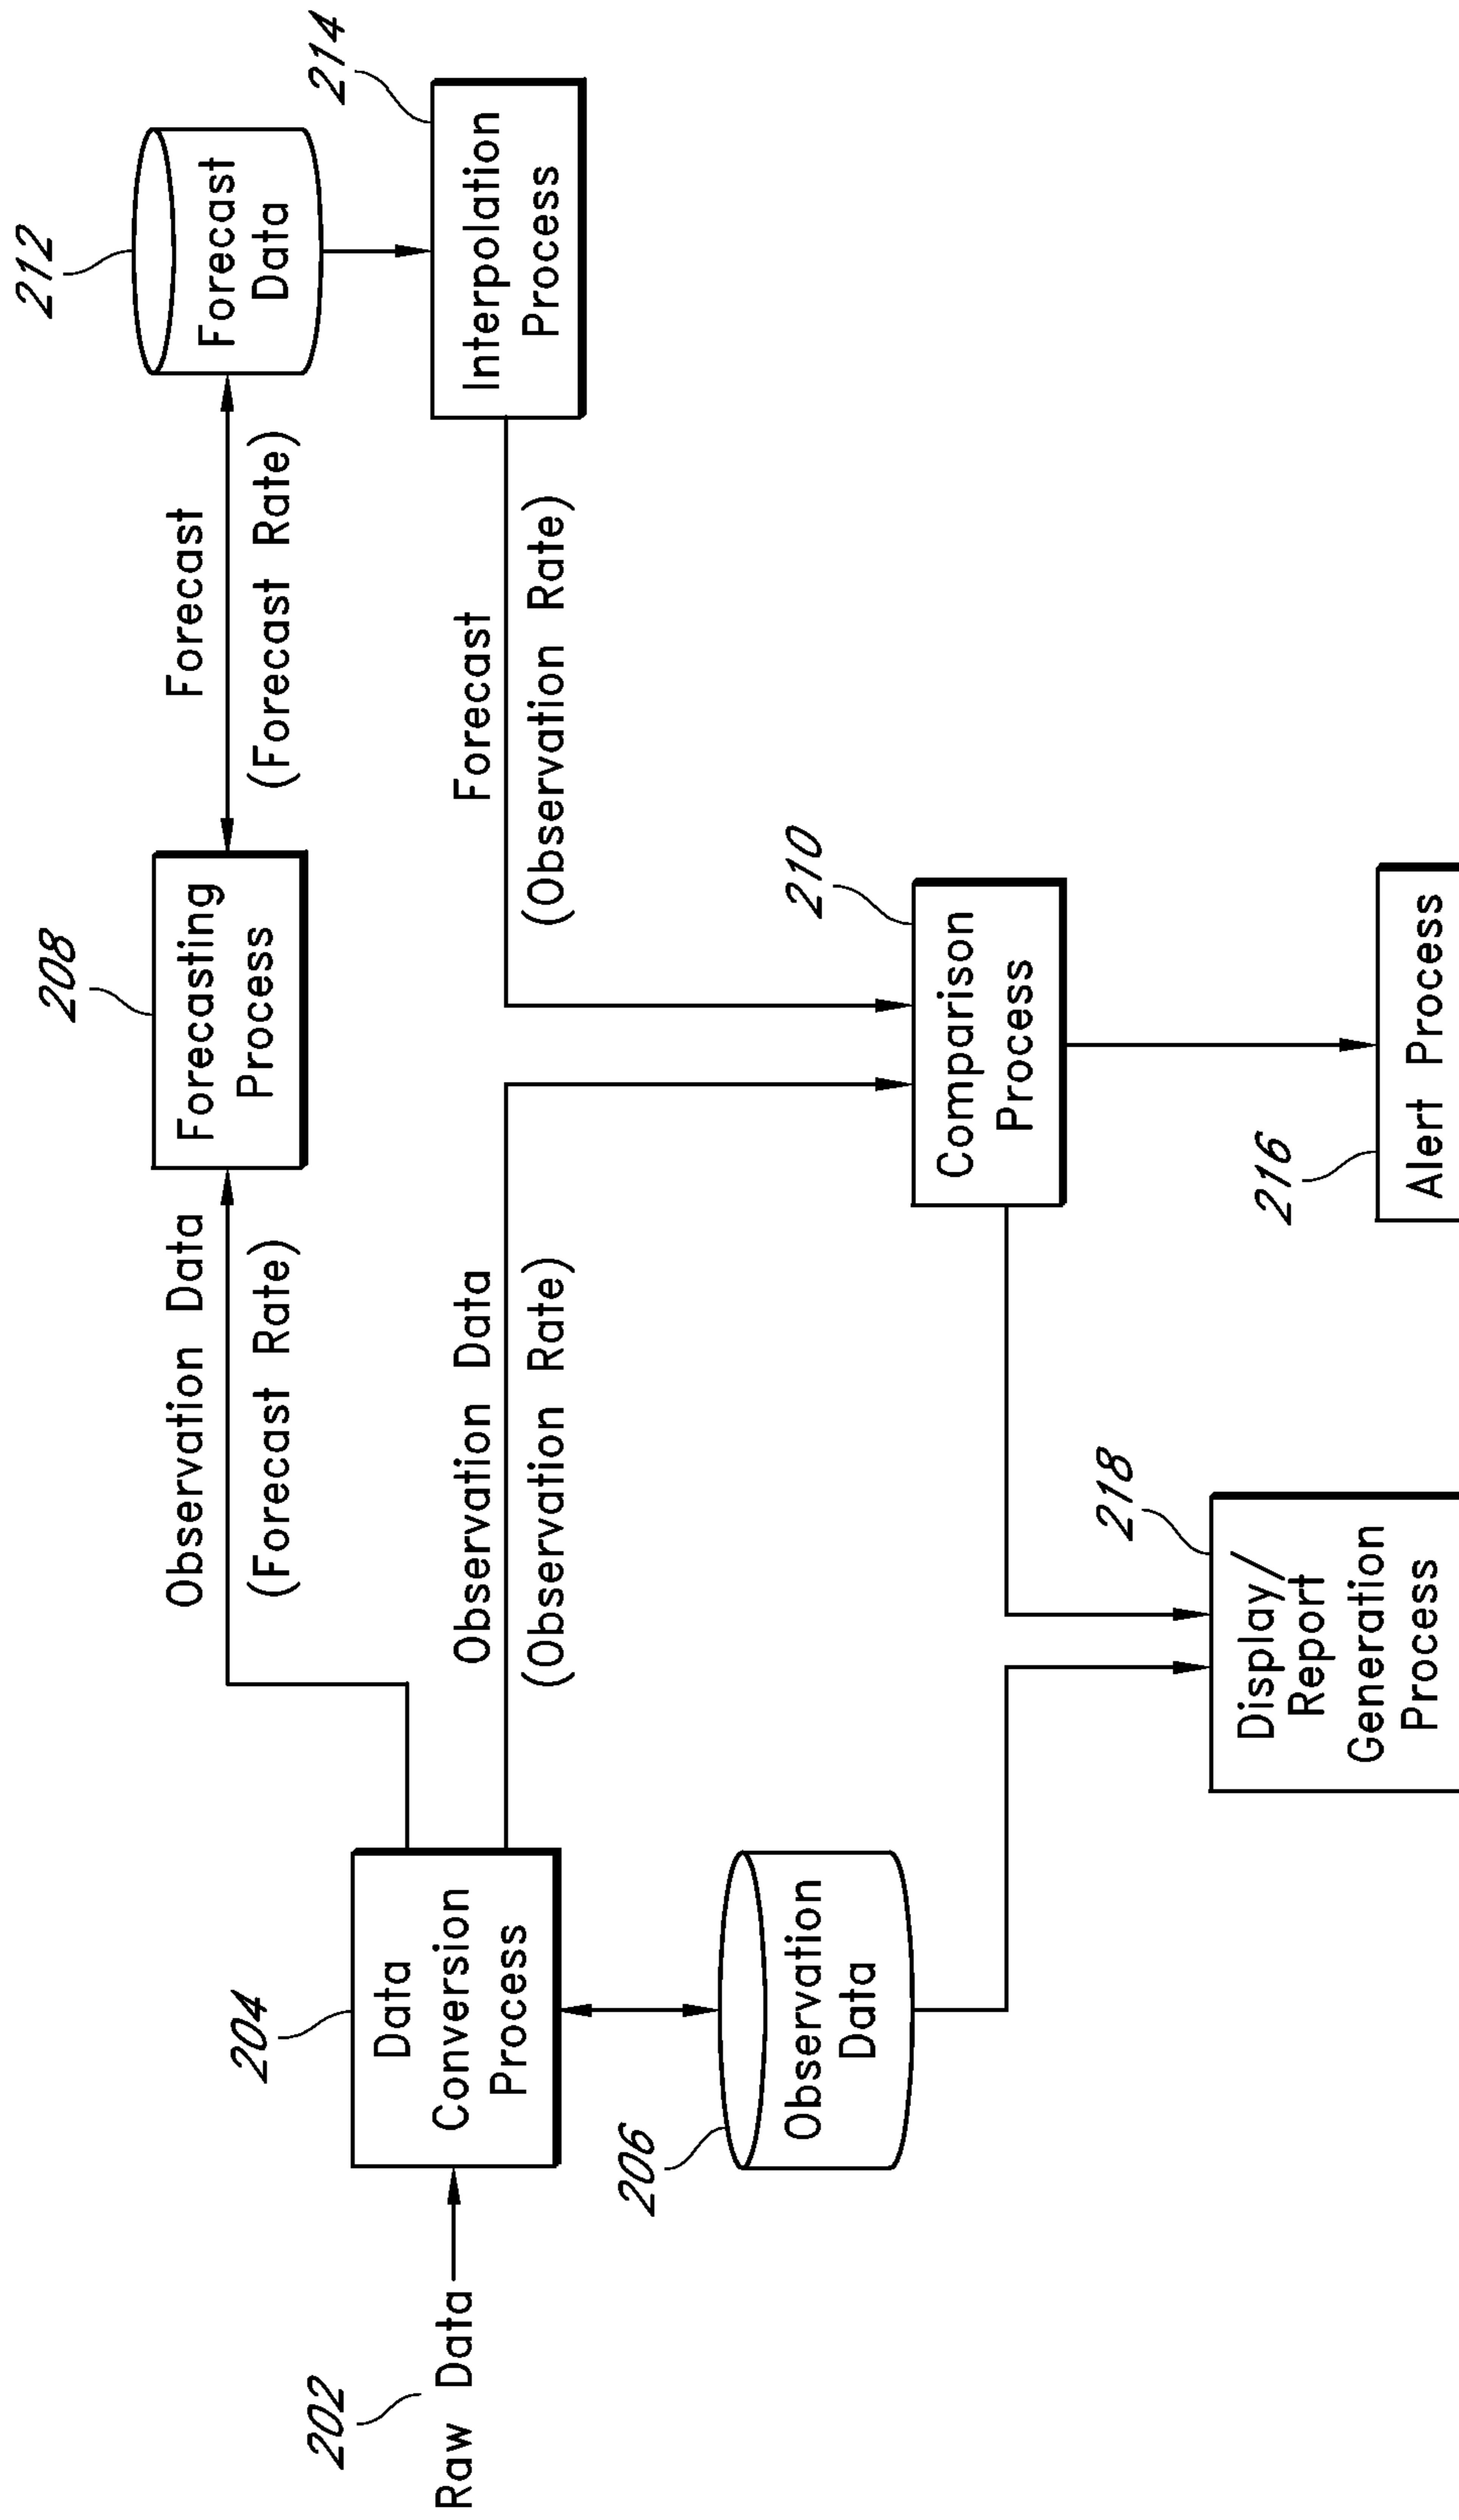 212
Forecast
Data
208
Forecasting
Process
Forecast
(Forecast Rate)
Observation Data
(Forecast Rate)
214
Interpolation
Process
204
Data
Conversion
Process
202
Raw Data
Observation Data
(Observation Rate)
Forecast
(Observation Rate)
206
Observation
Data
210
Comparison
Process
218
Display/
Report
Generation
Process
216
Alert Process